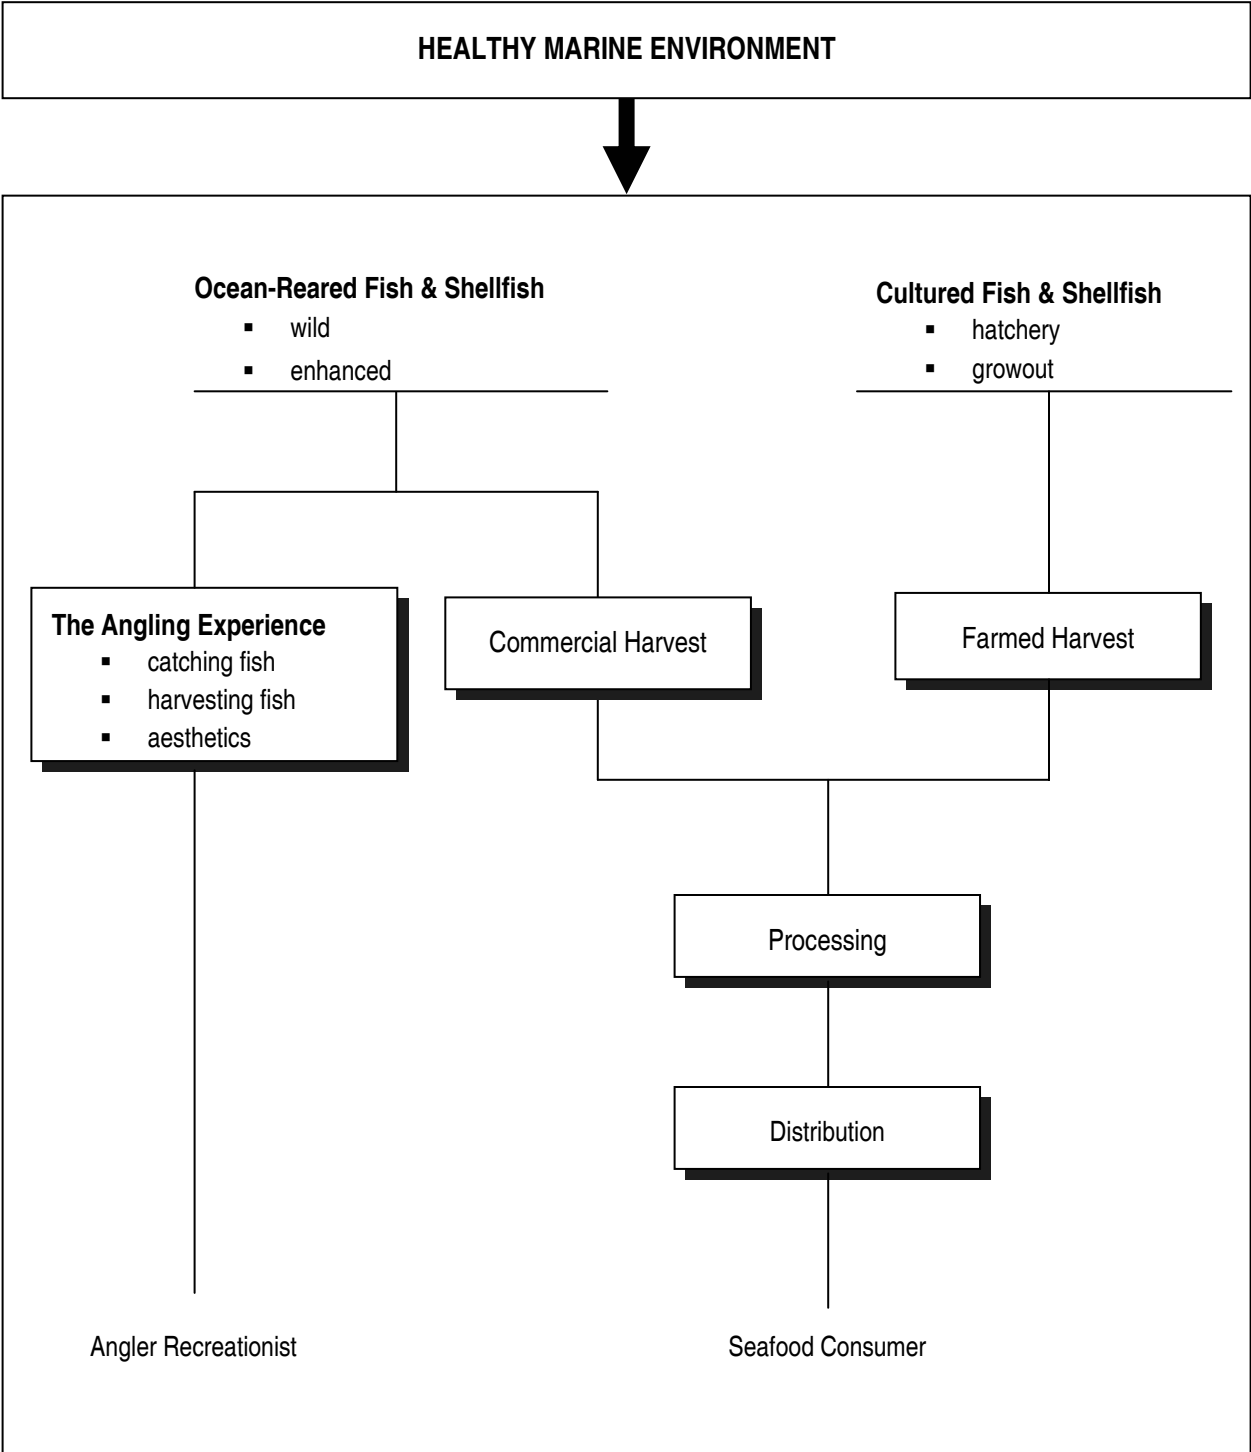 HEALTHY MARINE ENVIRONMENT
Ocean-Reared Fish & Shellfish
▪ wild
▪ enhanced
Cultured Fish & Shellfish
▪ hatchery
▪ growout
The Angling Experience
▪ catching fish
▪ harvesting fish
▪ aesthetics
Commercial Harvest
Farmed Harvest
Processing
Distribution
Angler Recreationist
Seafood Consumer